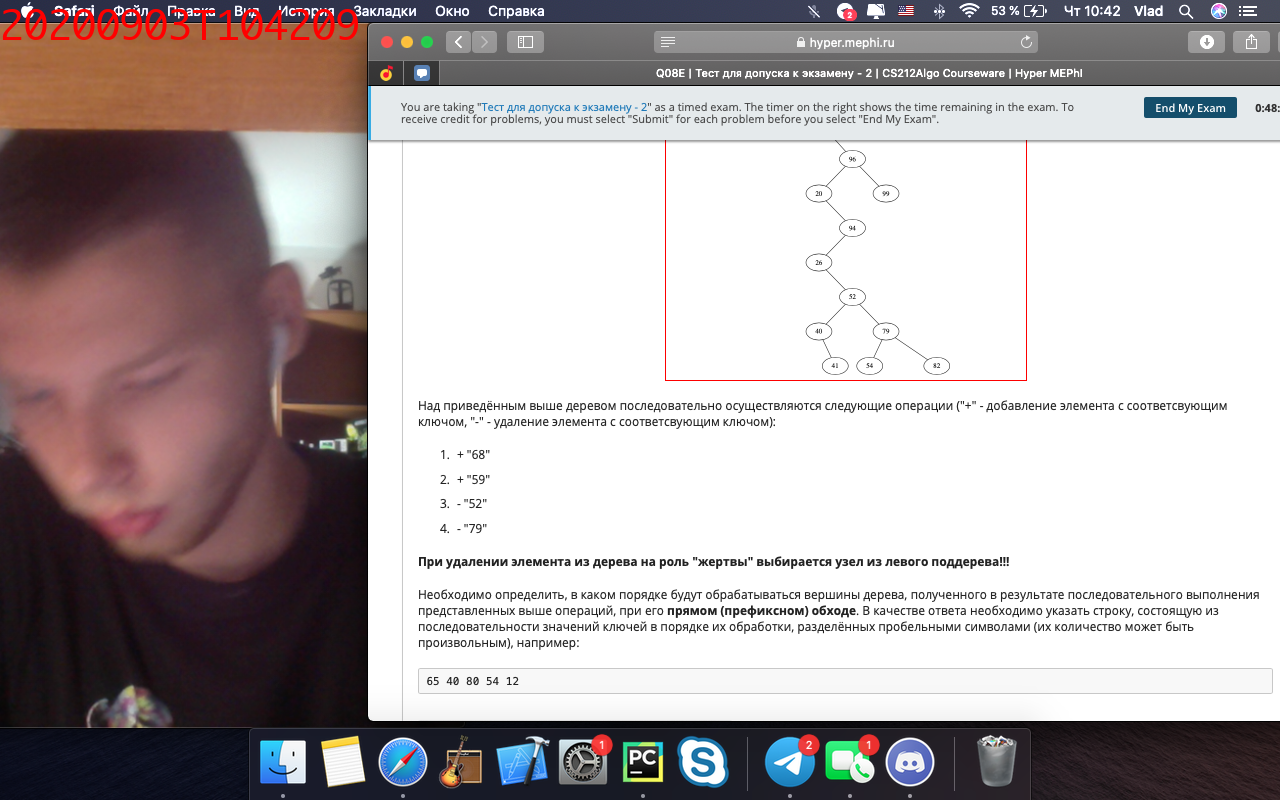 20200903T104209
Safari Файл Правка Вид История Закладки Окно Справка 2 53 % Чт 10:42 Vlad
hyper.mephi.ru
Q08E | Тест для допуска к экзамену - 2 | CS212Algo Courseware | Hyper MEPhI
You are taking "Тест для допуска к экзамену - 2" as a timed exam. The timer on the right shows the time remaining in the exam. To
receive credit for problems, you must select "Submit" for each problem before you select "End My Exam".
End My Exam
0:48:
96
20 99
94
26
52
40 79
41 54 82
Над приведённым выше деревом последовательно осуществляются следующие операции ("+" - добавление элемента с соответсвующим
ключом, "-" - удаление элемента с соответсвующим ключом):
1. + "68"
2. + "59"
3. - "52"
4. - "79"
При удалении элемента из дерева на роль "жертвы" выбирается узел из левого поддерева!!!
Необходимо определить, в каком порядке будут обрабатываться вершины дерева, полученного в результате последовательного выполнения
представленных выше операций, при его прямом (префиксном) обходе. В качестве ответа необходимо указать строку, состоящую из
последовательности значений ключей в порядке их обработки, разделённых пробельными символами (их количество может быть
произвольным), например:
65 40 80 54 12
1 PC 2 1